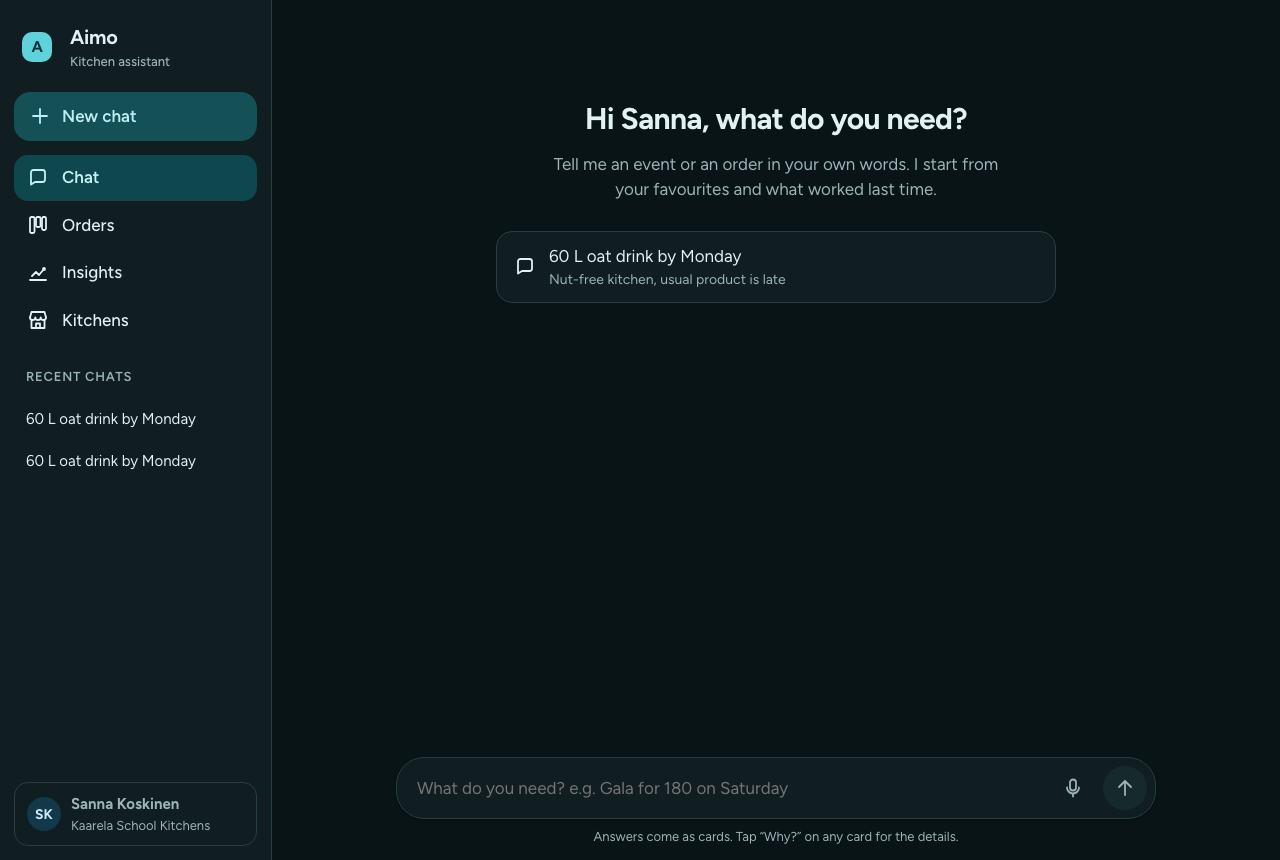 A
Aimo
Kitchen assistant
New chat
Chat
Orders
Insights
Kitchens
RECENT CHATS
60 L oat drink by Monday
60 L oat drink by Monday
SK
Sanna Koskinen
Kaarela School Kitchens
Hi Sanna, what do you need?
Tell me an event or an order in your own words. I start from
your favourites and what worked last time.
60 L oat drink by Monday
Nut-free kitchen, usual product is late
What do you need? e.g. Gala for 180 on Saturday
Answers come as cards. Tap “Why?” on any card for the details.